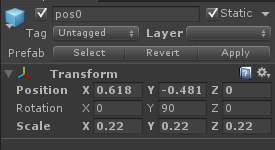 pos0 Static
Tag Untagged Layer
Prefab Select Revert Apply
Transform
Position X 0.618 Y -0.481 Z 0
Rotation X 0 Y 90 Z 0
Scale X 0.22 Y 0.22 Z 0.22